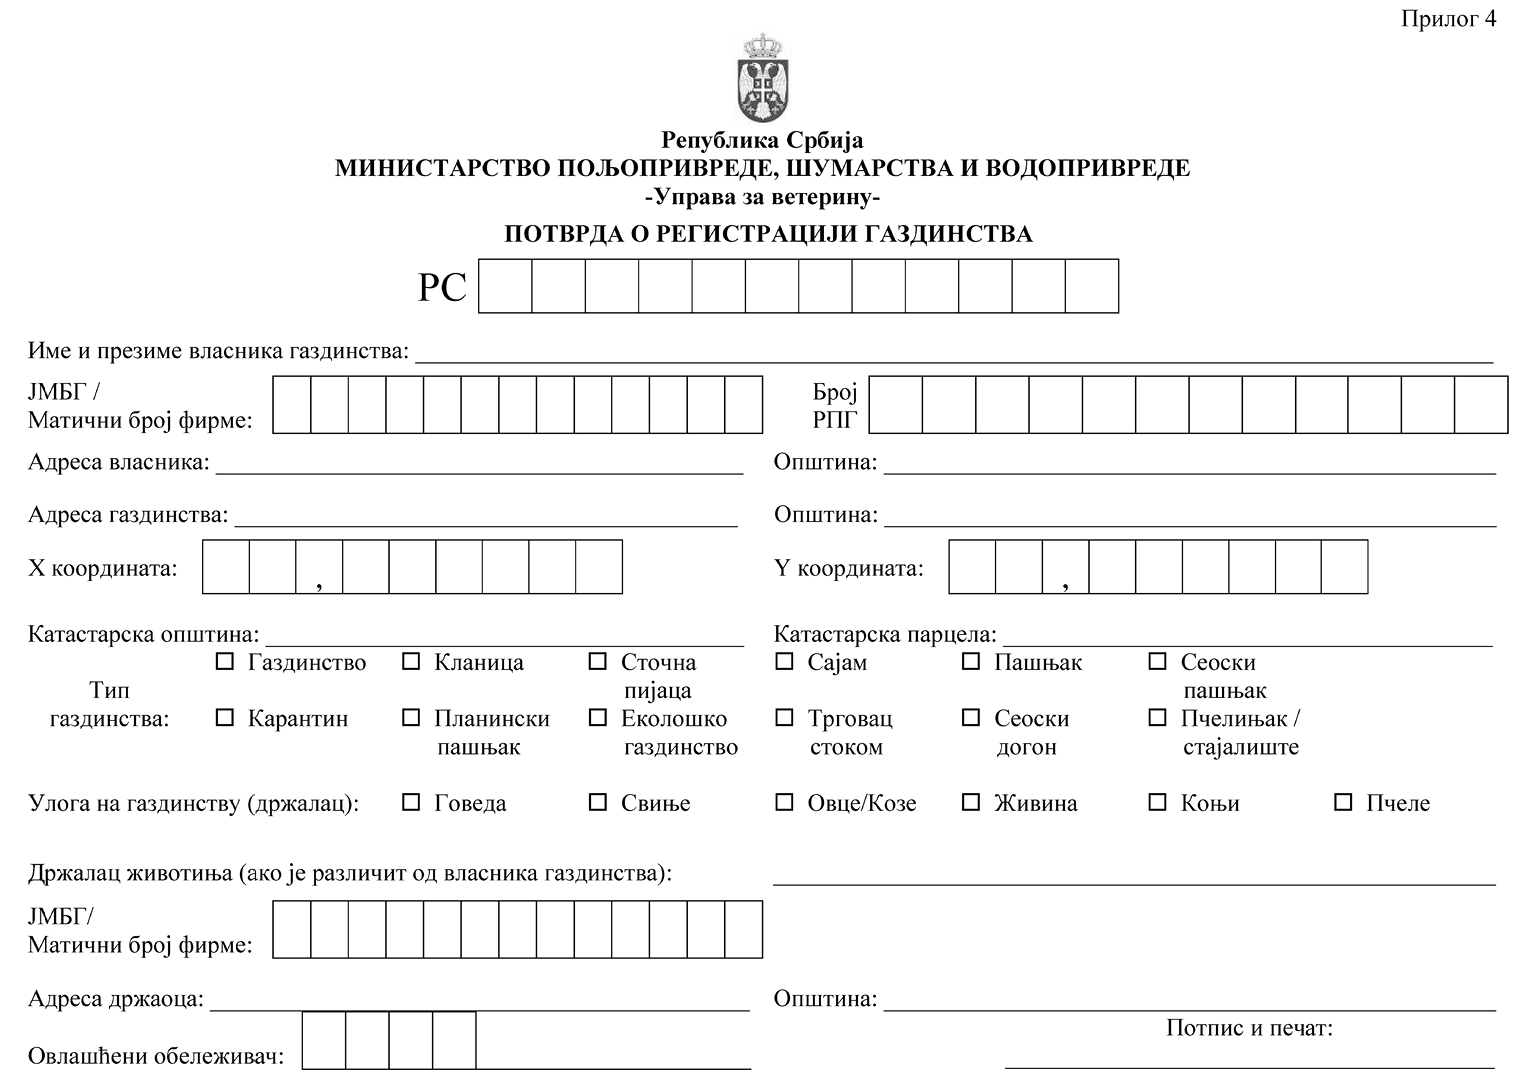 Прилог 4
Република Србија
МИНИСТАРСТВО ПОЉОПРИВРЕДЕ, ШУМАРСТВА И ВОДОПРИВРЕДЕ
-Управа за ветерину-
ПОТВРДА О РЕГИСТРАЦИЈИ ГАЗДИНСТВА
РС
Име и презиме власника газдинства:
ЈМБГ /
Матични број фирме:
Број
РПГ
Адреса власника: Општина:
Адреса газдинства: Општина:
X координата: , Y координата: ,
Катастарска општина: Катастарска парцела:
Тип
газдинства:
Газдинство
Кланица
Сточна
пијаца
Сајам
Пашњак
Сеоски
пашњак
Карантин
Планински
пашњак
Еколошко
газдинство
Трговац
стоком
Сеоски
догон
Пчелињак /
стајалиште
Улога на газдинству (држалац): Говеда Свиње Овце/Козе Живина Коњи Пчеле
Држалац животиња (ако је различит од власника газдинства):
ЈМБГ/
Матични број фирме:
Адреса држаоца: Општина:
Потпис и печат:
Овлашћени обележивач: